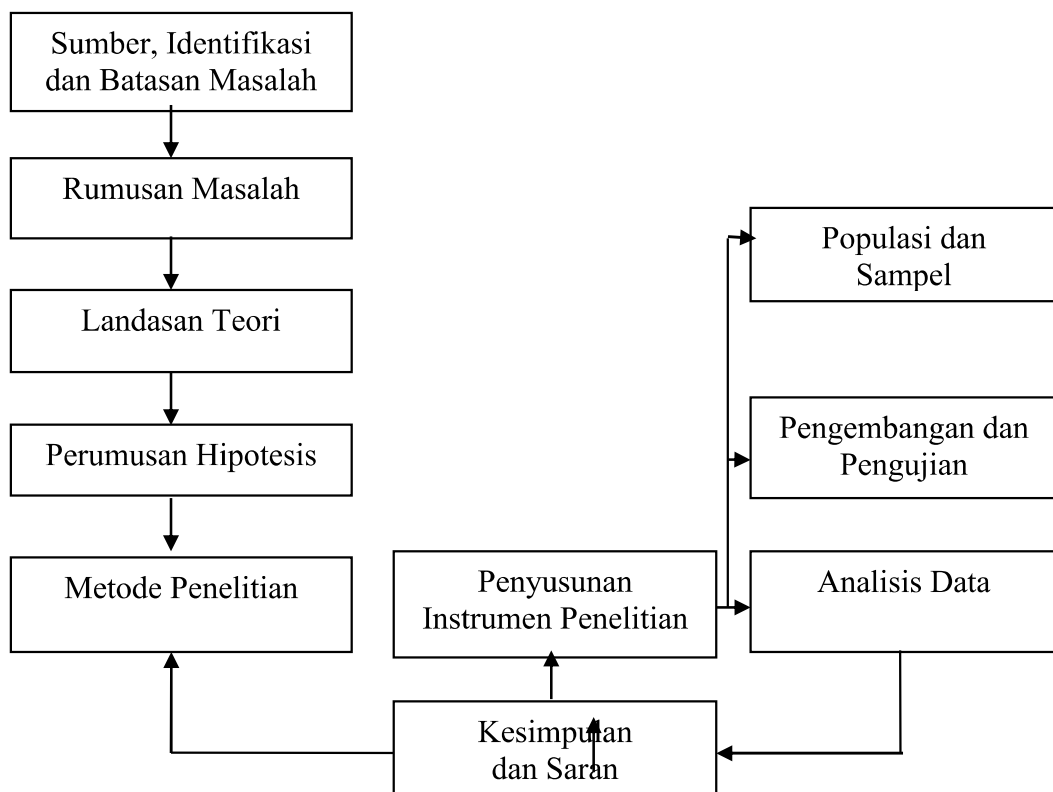 Sumber, Identifikasi
dan Batasan Masalah
Rumusan Masalah
Landasan Teori
Perumusan Hipotesis
Metode Penelitian
Penyusunan
Instrumen Penelitian
Populasi dan
Sampel
Pengembangan dan
Pengujian
Analisis Data
Kesimpulan
dan Saran